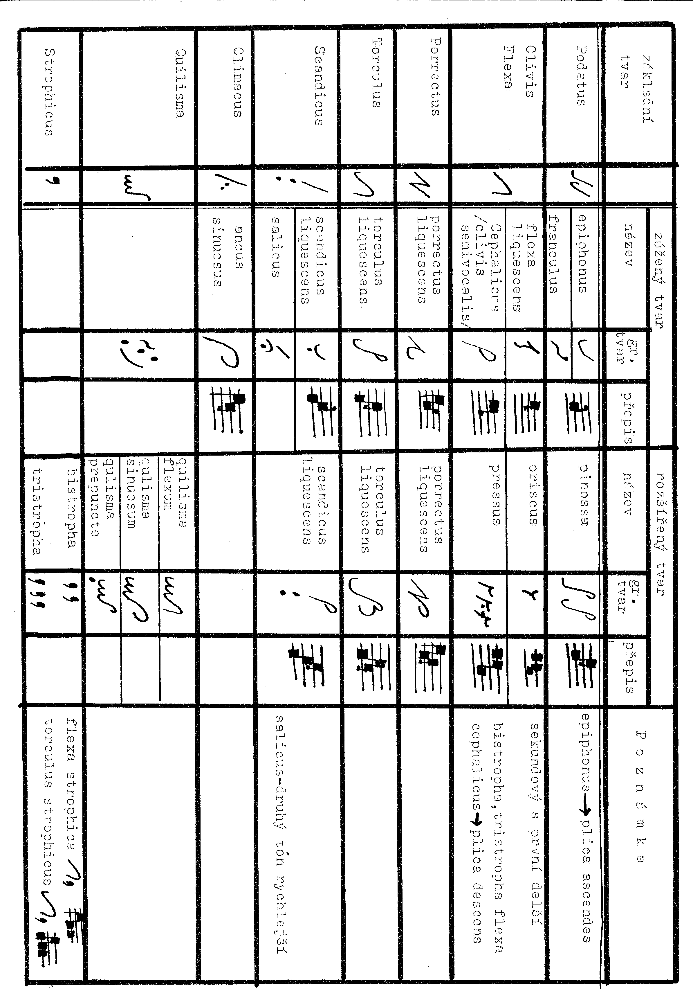 základní
tvar
zúžený tvar
rozšířený tvar
Poznámka
název
gr.
tvar
přepis
název
gr.
tvar
přepis
Podatus
epiphonus
franculus
pinossa
epiphonus→plica ascendes
Clivis
Flexa
flexa
liquescens
Cephalicus
/clivis
semivocalis/
oriscus
pressus
sekundový s první delší
bistropha,tristropha flexa
cephalicus→plica descens
Porrectus
porrectus
liquescens
porrectus
liquescens
Torculus
torculus
liquescens
torculus
liquescens
Scandicus
scandicus
liquescens
salicus
scandicus
liquescens
salicus-druhý tón rychlejší
Climacus
ancus
sinuosus
Quilisma
quilisma
flexum
qulisma
sinuosum
qulisma
prepuncte
Strophicus
bistropha
tristropha
flexa strophica
torculus strophicus